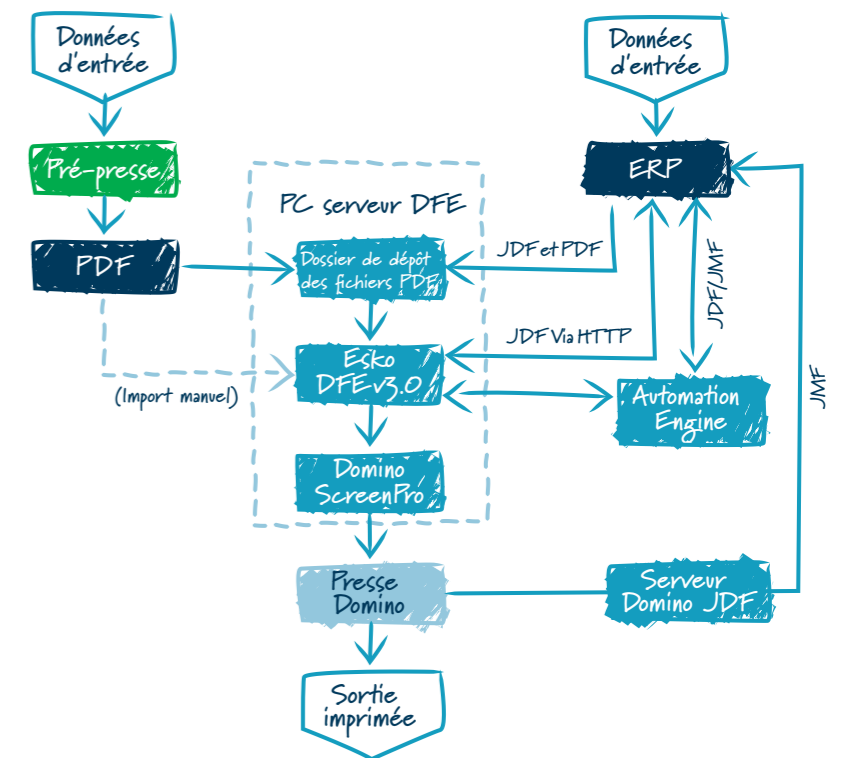 Données
d'entrée
Données
d'entrée
Pré-presse
ERP
PC serveur DFE
PDF
Dossier de dépôt
des fichiers PDF
JDF et PDF
JDF/JMF
JDF Via HTTP
Esko
DFE v3.0
(Import manuel)
Automation
Engine
JMF
Domino
ScreenPro
Presse
Domino
Serveur
Domino JDF
Sortie
imprimée